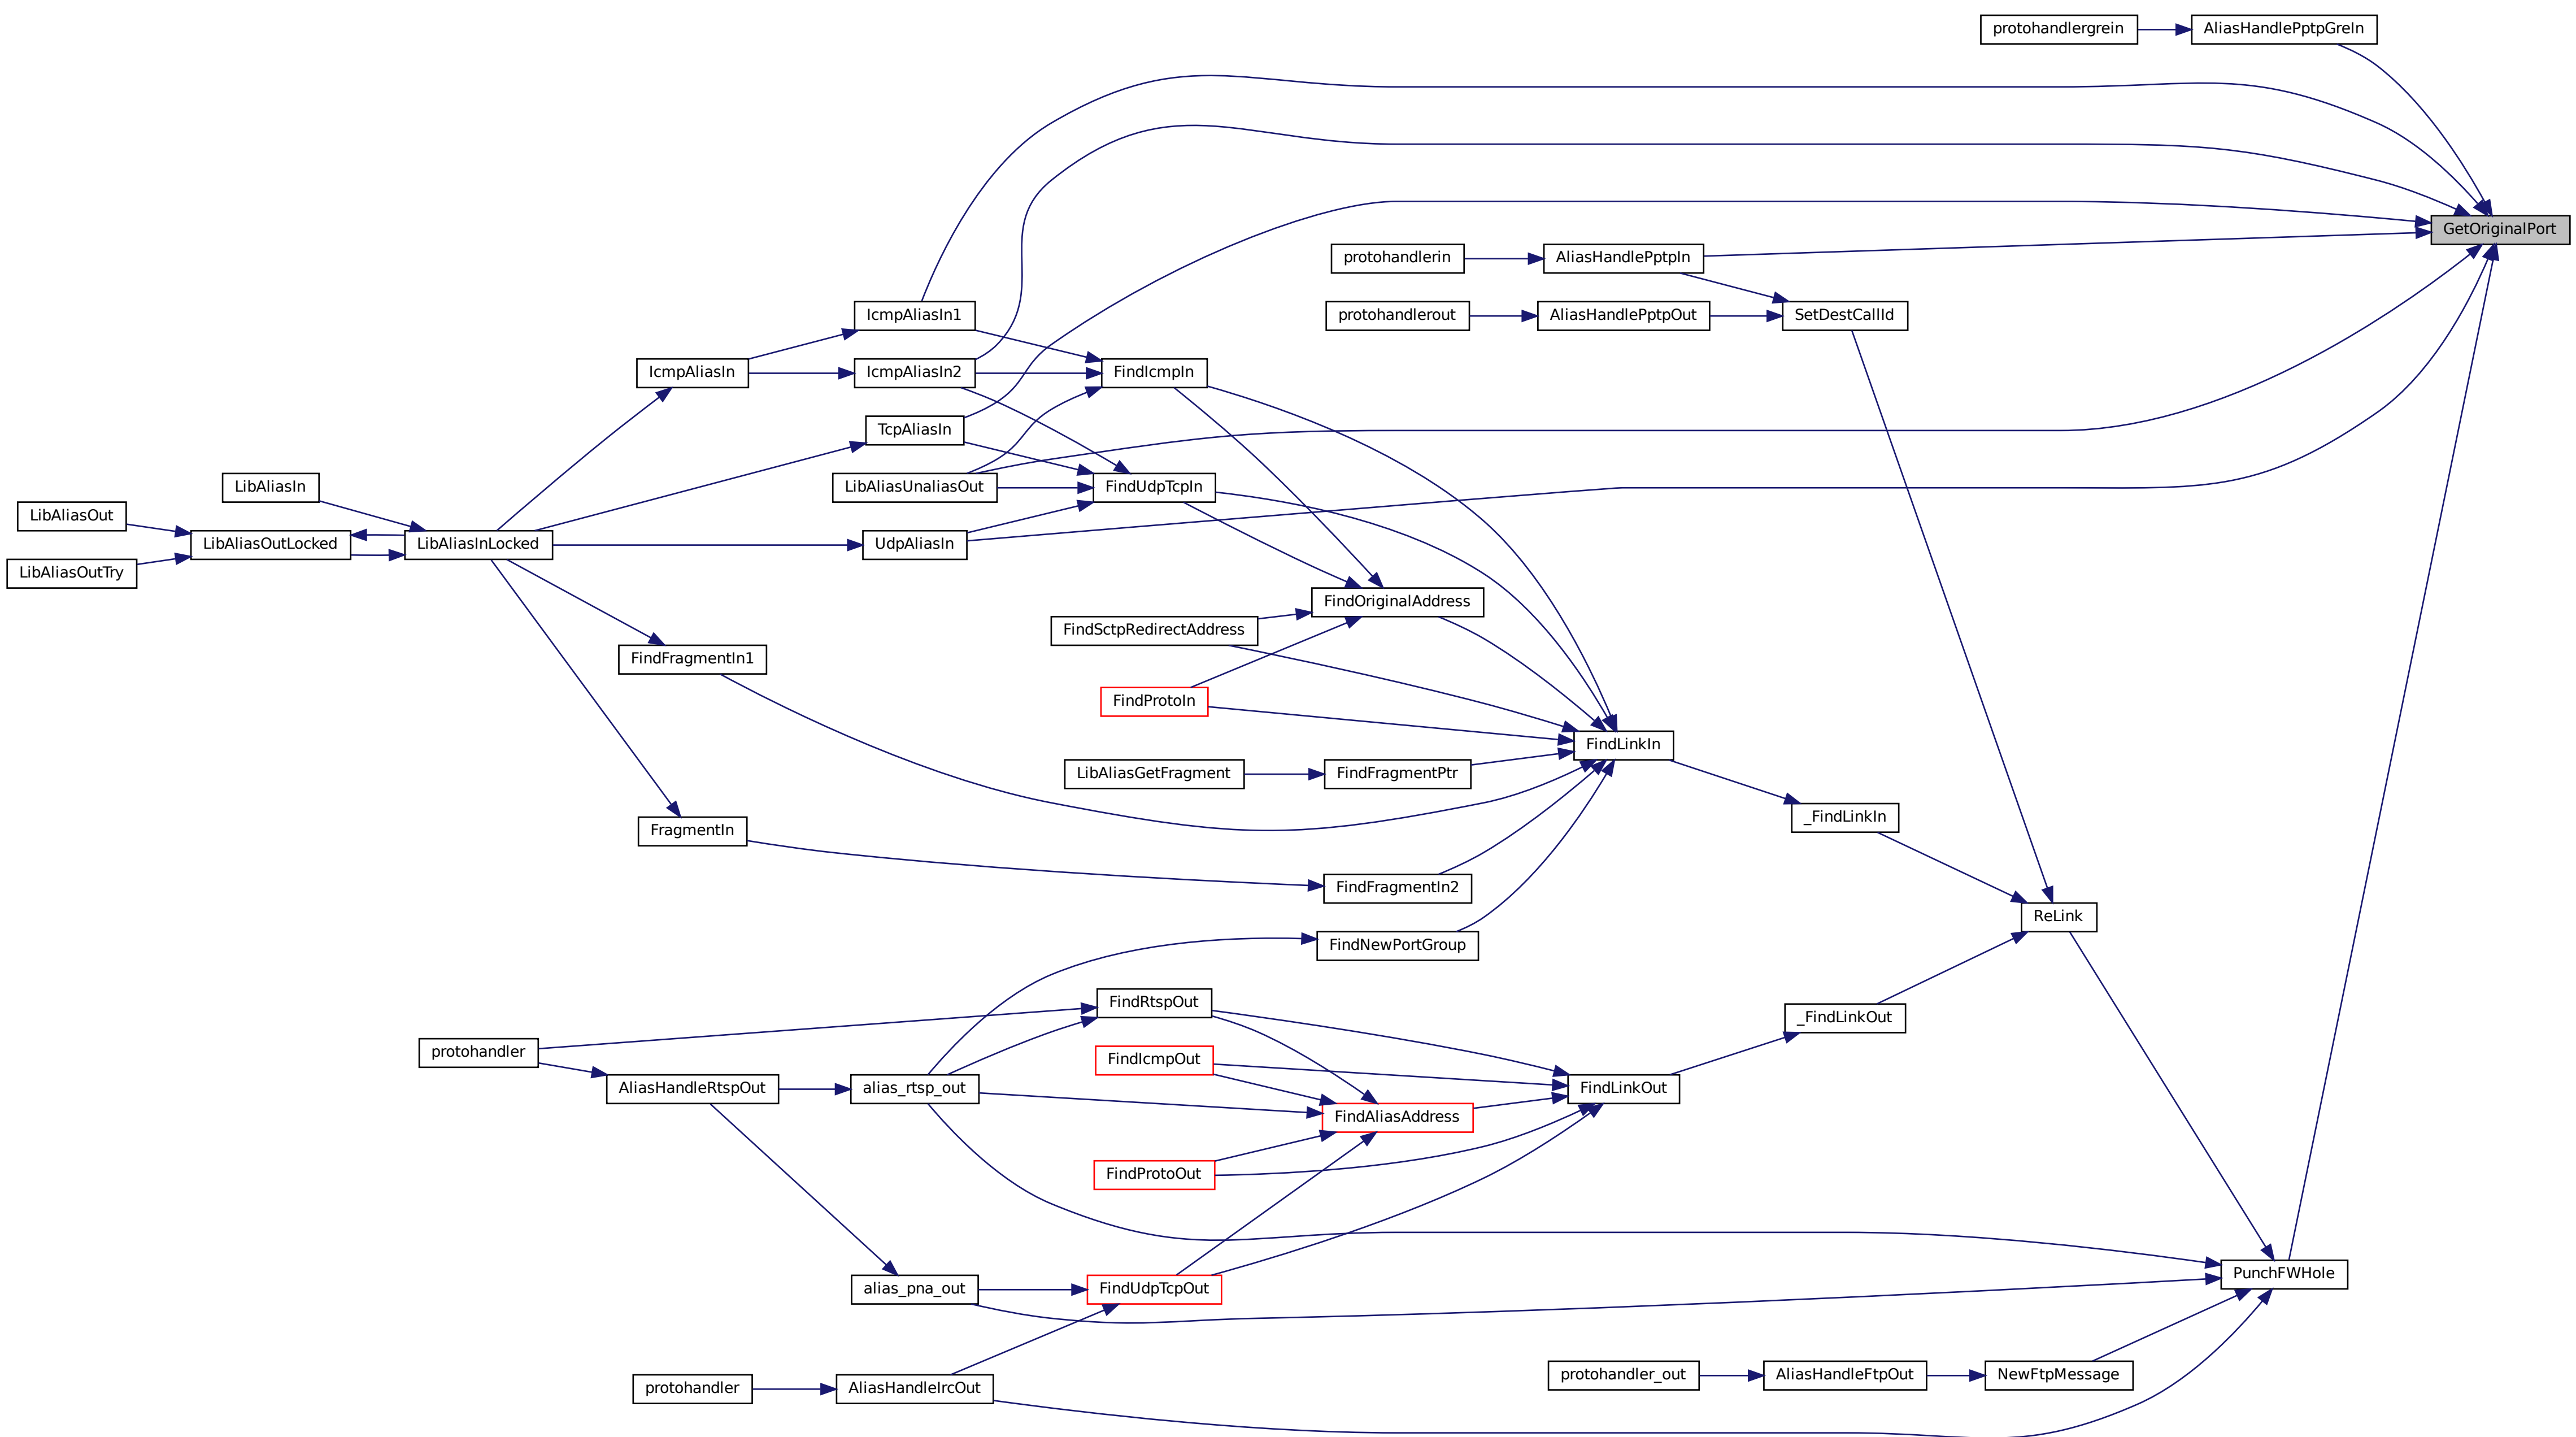 protohandlergrein
AliasHandlePptpGreIn
GetOriginalPort
protohandlerin
AliasHandlePptpIn
IcmpAliasIn1
protohandlerout
AliasHandlePptpOut
SetDestCallId
IcmpAliasIn
IcmpAliasIn2
FindIcmpIn
TcpAliasIn
LibAliasIn
LibAliasUnaliasOut
FindUdpTcpIn
LibAliasOut
LibAliasOutLocked
LibAliasInLocked
UdpAliasIn
LibAliasOutTry
FindOriginalAddress
FindSctpRedirectAddress
FindFragmentIn1
FindProtoIn
FindLinkIn
LibAliasGetFragment
FindFragmentPtr
_FindLinkIn
FragmentIn
FindFragmentIn2
ReLink
FindNewPortGroup
FindRtspOut
_FindLinkOut
protohandler
FindIcmpOut
AliasHandleRtspOut
alias_rtsp_out
FindLinkOut
FindAliasAddress
FindProtoOut
PunchFWHole
alias_pna_out
FindUdpTcpOut
protohandler_out
AliasHandleFtpOut
NewFtpMessage
protohandler
AliasHandleIrcOut